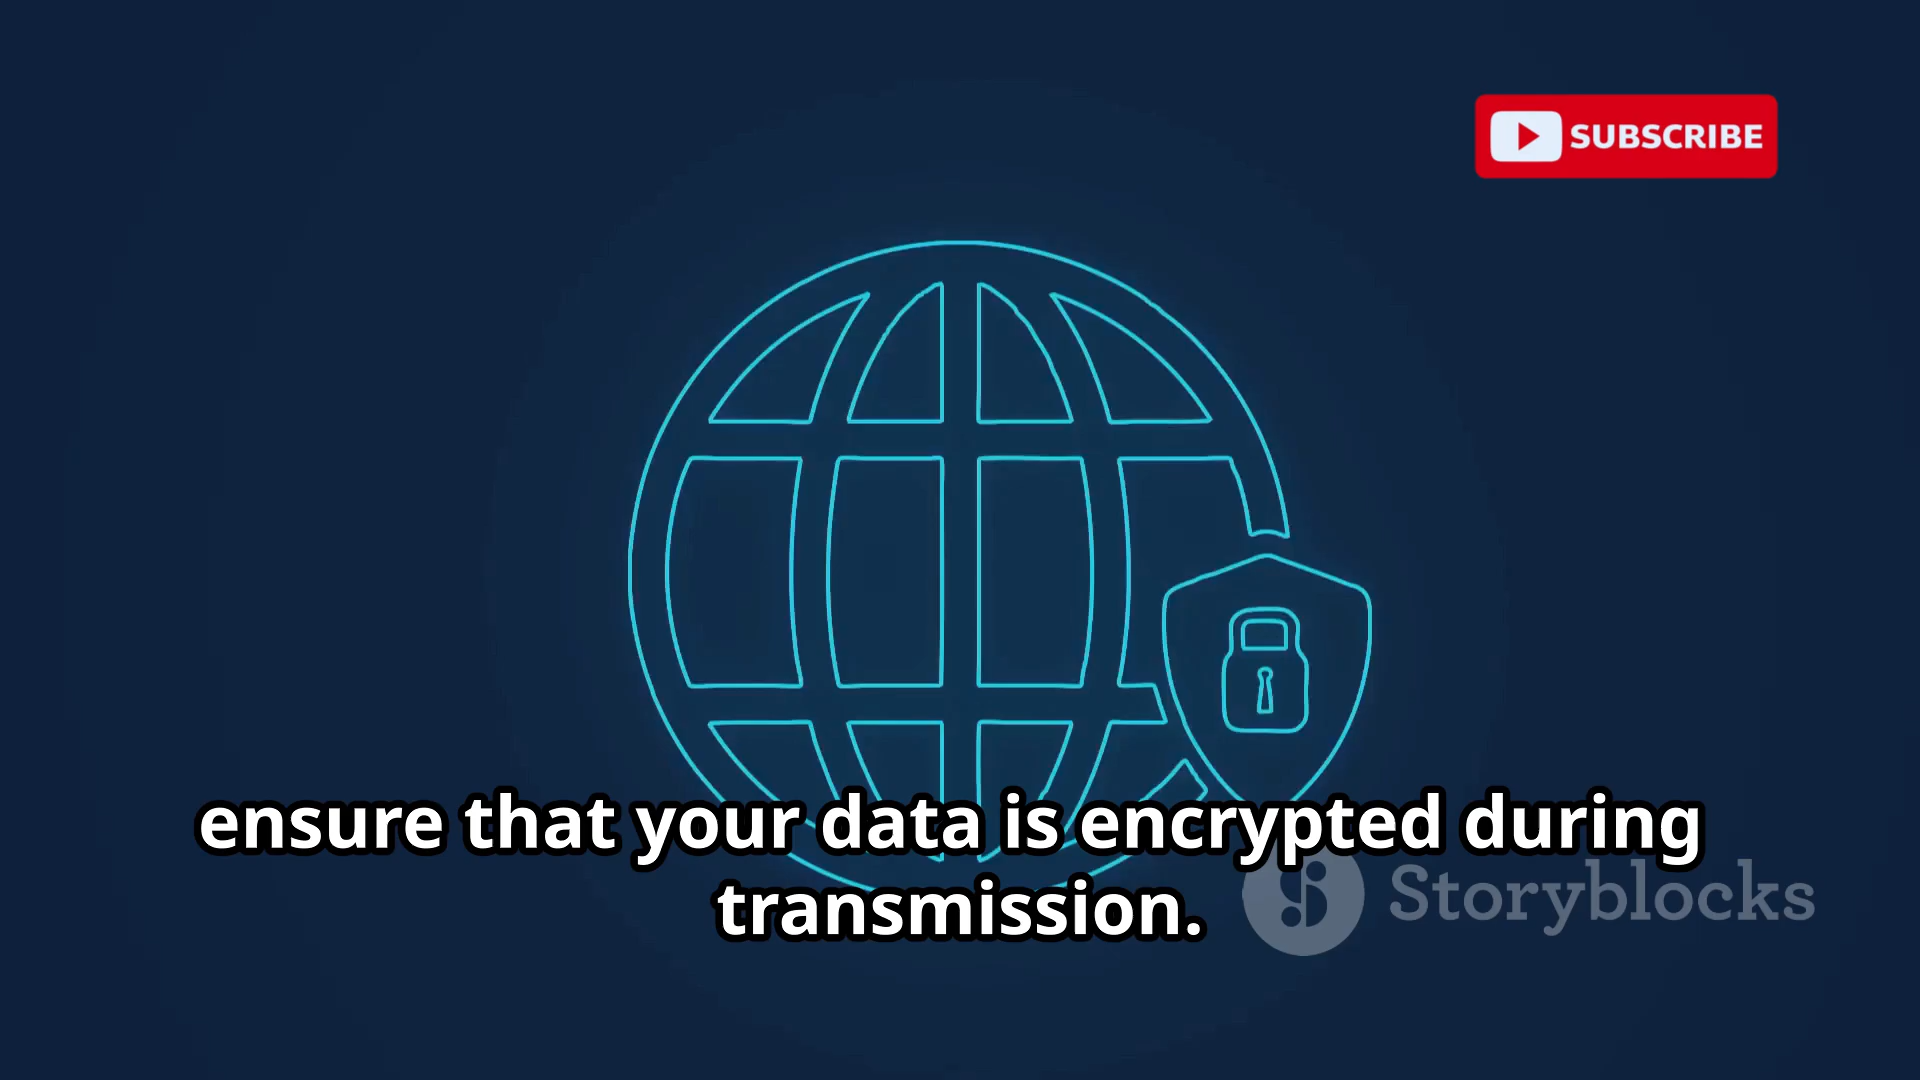 SUBSCRIBE
ensure that your data is encrypted during
transmission.
Storyblocks